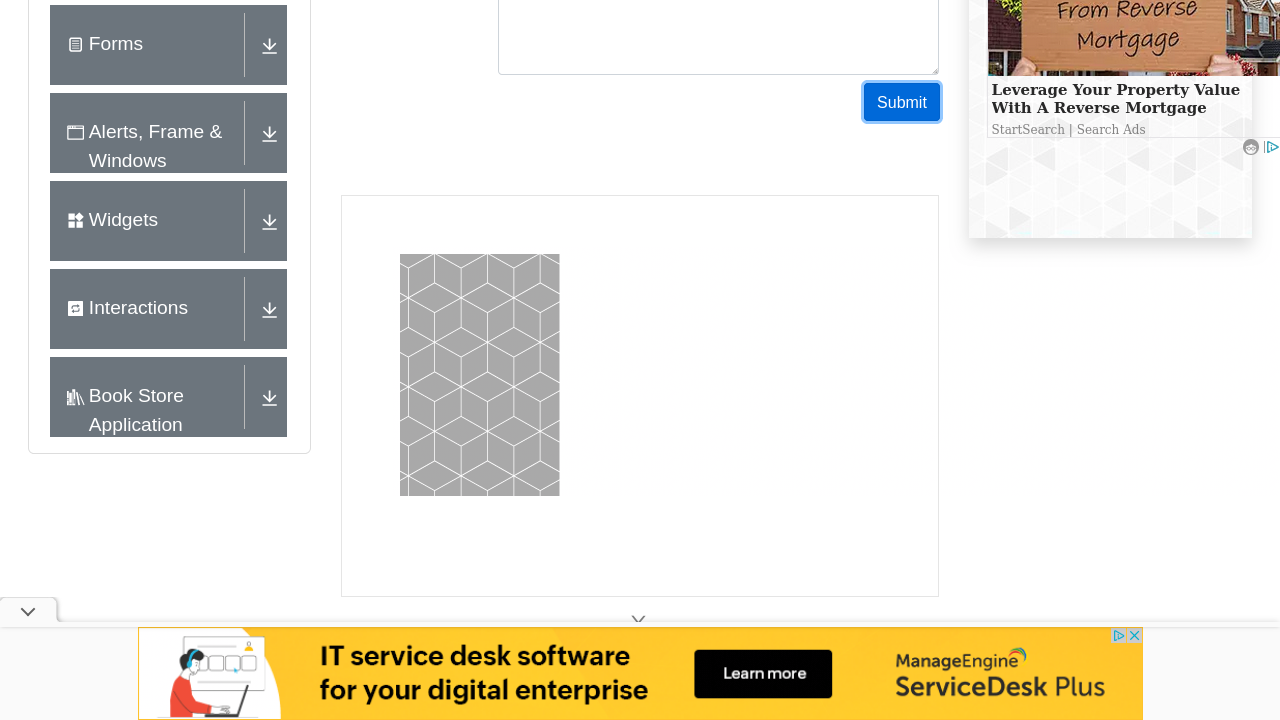 Forms
Alerts, Frame &
Windows
Widgets
Interactions
Book Store
Application
Submit
From Reverse
Mortgage
Leverage Your Property Value
With A Reverse Mortgage
StartSearch | Search Ads
IT service desk software
for your digital enterprise
Learn more
ManageEngine
ServiceDesk Plus